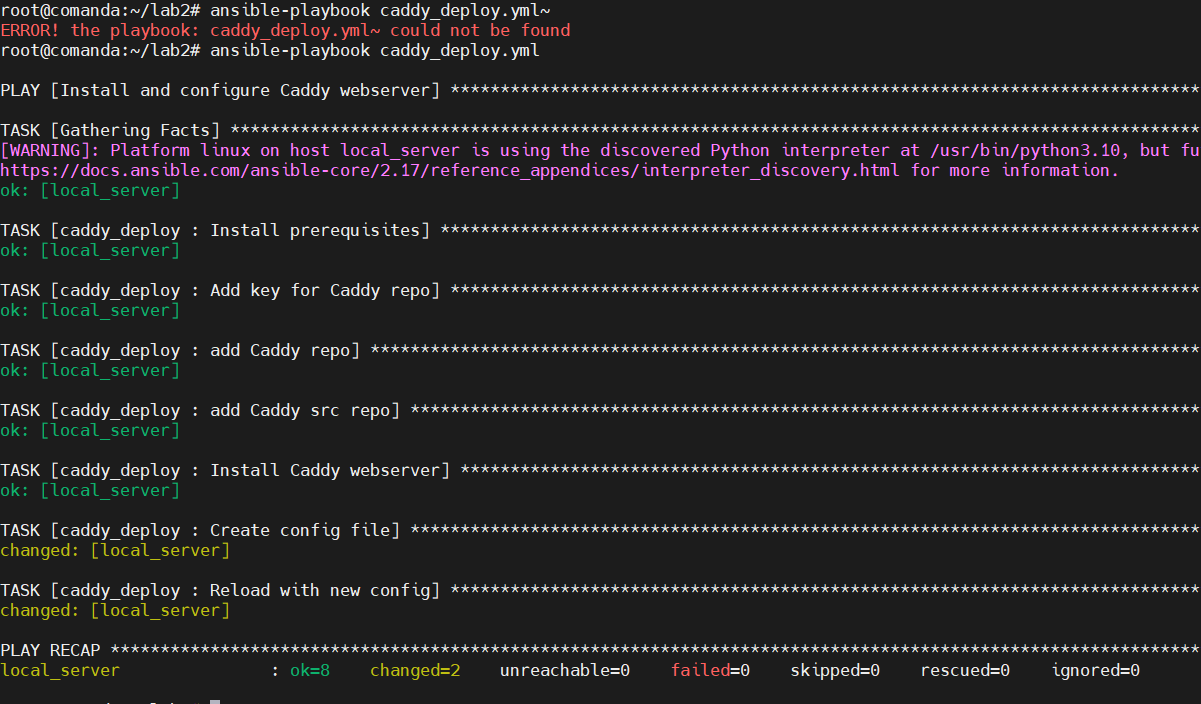 root@comanda:~/lab2# ansible-playbook caddy_deploy.yml~
ERROR! the playbook: caddy_deploy.yml~ could not be found
root@comanda:~/lab2# ansible-playbook caddy_deploy.yml
PLAY [Install and configure Caddy webserver] ***************************************************************************
TASK [Gathering Facts] *************************************************************************************************
[WARNING]: Platform linux on host local_server is using the discovered Python interpreter at /usr/bin/python3.10, but fu
https://docs.ansible.com/ansible-core/2.17/reference_appendices/interpreter_discovery.html for more information.
ok: [local_server]
TASK [caddy_deploy : Install prerequisites] ****************************************************************************
ok: [local_server]
TASK [caddy_deploy : Add key for Caddy repo] ***************************************************************************
ok: [local_server]
TASK [caddy_deploy : add Caddy repo] ***********************************************************************************
ok: [local_server]
TASK [caddy_deploy : add Caddy src repo] *******************************************************************************
ok: [local_server]
TASK [caddy_deploy : Install Caddy webserver] **************************************************************************
ok: [local_server]
TASK [caddy_deploy : Create config file] *******************************************************************************
changed: [local_server]
TASK [caddy_deploy : Reload with new config] ***************************************************************************
changed: [local_server]
PLAY RECAP *************************************************************************************************************
local_server : ok=8 changed=2 unreachable=0 failed=0 skipped=0 rescued=0 ignored=0